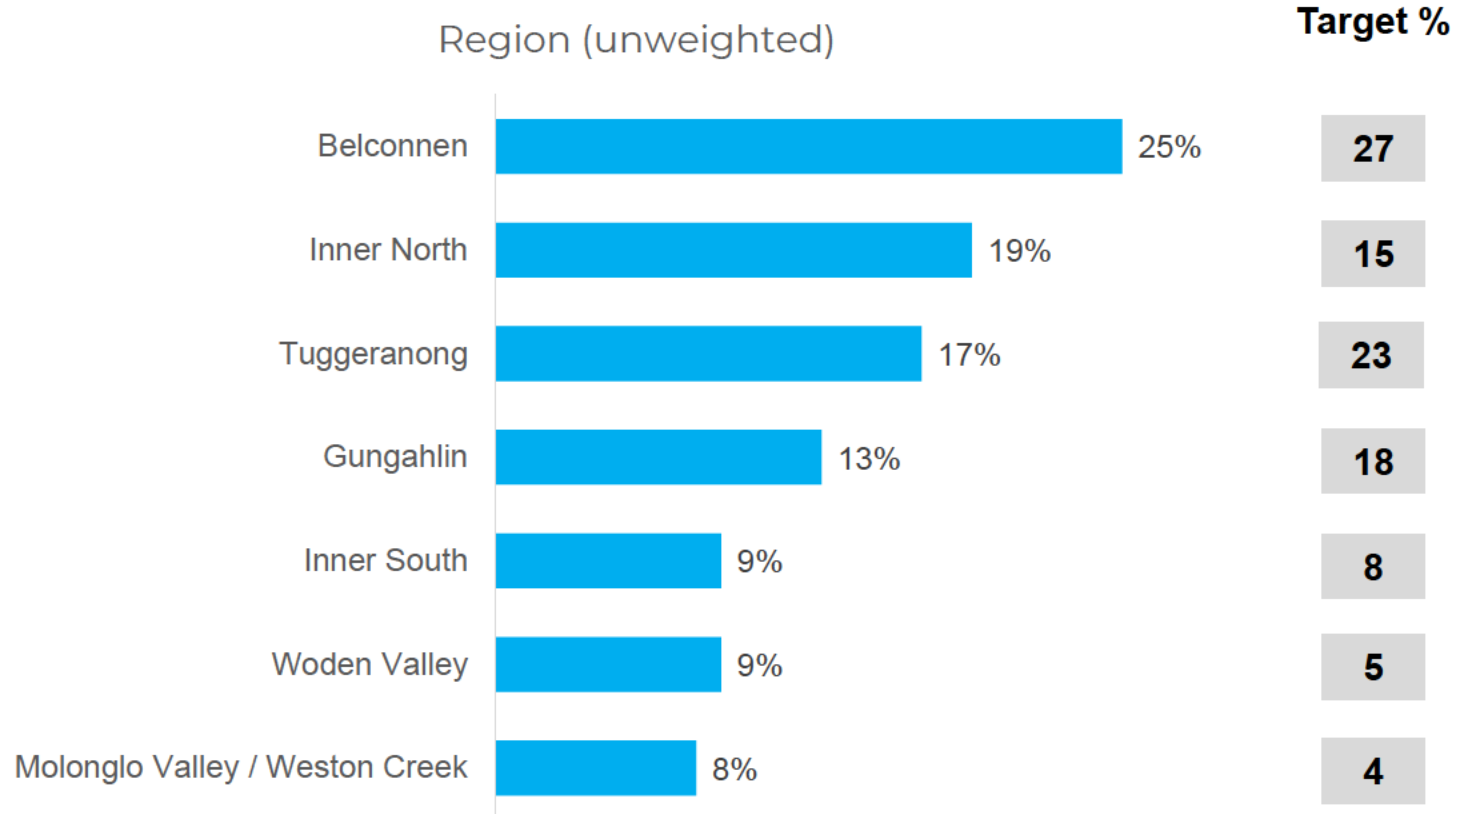 Region (unweighted)
Target %
Belconnen 25% 27
Inner North 19% 15
Tuggeranong 17% 23
Gungahlin 13% 18
Inner South 9% 8
Woden Valley 9% 5
Molonglo Valley / Weston Creek 8% 4